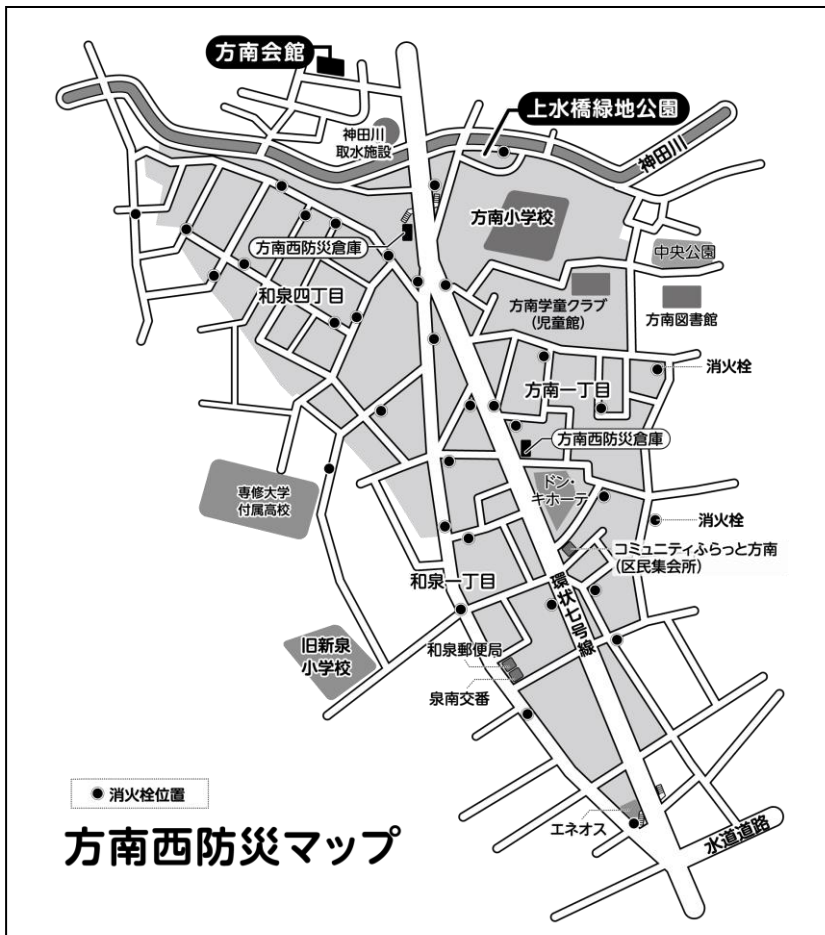 方南会館
上水橋緑地公園
神田川
取水施設
神田川
方南小学校
方南西防災倉庫
中央公園
和泉四丁目
方南学童クラブ
(児童館)
方南図書館
消火栓
方南一丁目
方南西防災倉庫
専修大学
付属高校
ドン・
キホーテ
消火栓
コミュニティふらっと方南
(区民集会所)
和泉一丁目
環状七号線
旧新泉
小学校
和泉郵便局
泉南交番
消火栓位置
エネオス
水道道路
方南西防災マップ